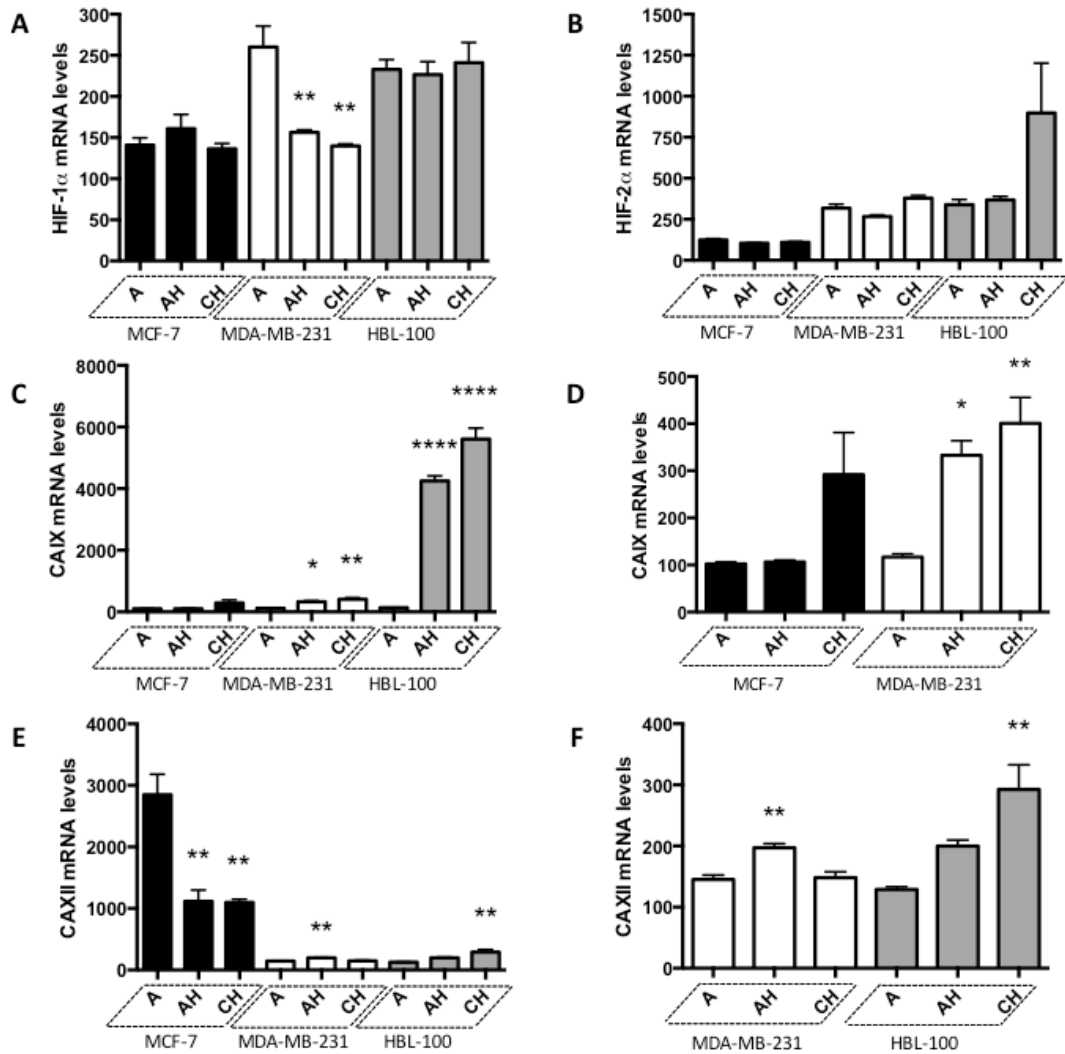 A
HIF-1α mRNA levels
300
250
200
150
100
50
0
** **
A AH CH A AH CH A AH CH
MCF-7 MDA-MB-231 HBL-100
B
HIF-2α mRNA levels
1500
1250
1000
750
500
250
0
A AH CH A AH CH A AH CH
MCF-7 MDA-MB-231 HBL-100
C
CAIX mRNA levels
8000
6000
4000
2000
0
* ** **** ****
A AH CH A AH CH A AH CH
MCF-7 MDA-MB-231 HBL-100
D
CAIX mRNA levels
500
400
300
200
100
0
* **
A AH CH A AH CH
MCF-7 MDA-MB-231
E
CAXII mRNA levels
4000
3000
2000
1000
0
** ** ** **
A AH CH A AH CH A AH CH
MCF-7 MDA-MB-231 HBL-100
F
CAXII mRNA levels
400
300
200
100
0
** **
A AH CH A AH CH
MDA-MB-231 HBL-100